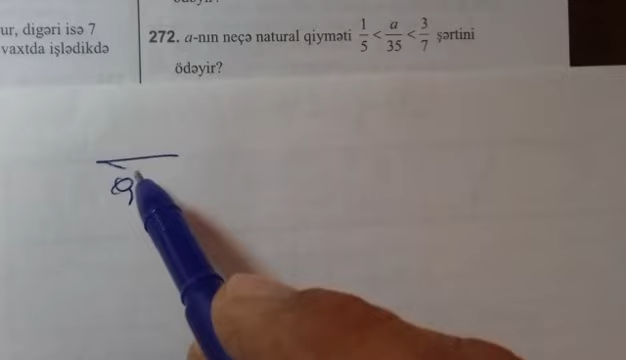 ur, digəri isə 7
vaxtda işlədikdə
272. a-nın neçə natural qiyməti 1/5 < a/35 < 3/7 şərtini
ödəyir?